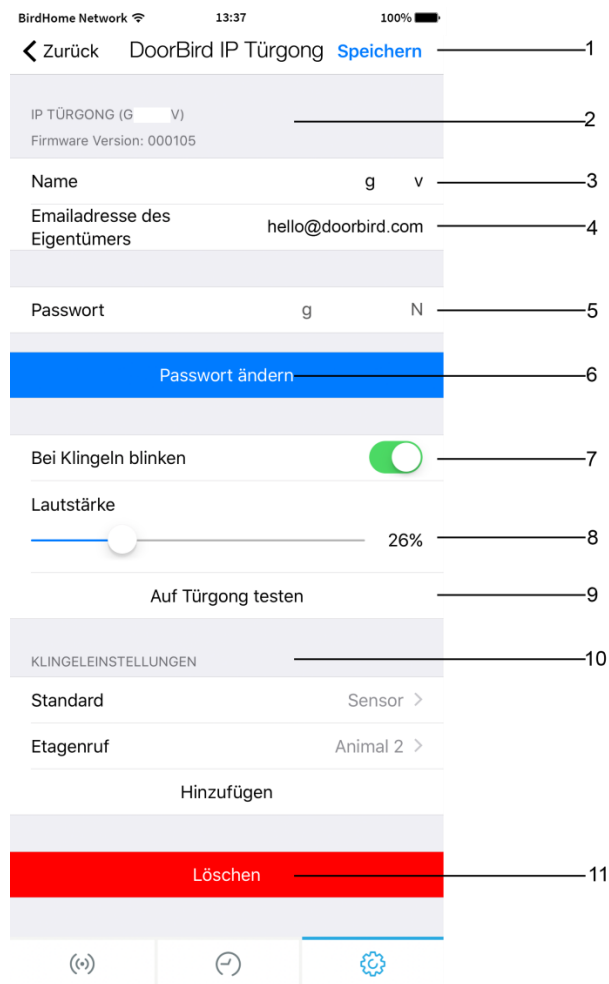 BirdHome Network 13:37 100%
Zurück DoorBird IP Türgong Speichern 1
IP TÜRGONG (G V) 2
Firmware Version: 000105
Name g v 3
Emailadresse des
Eigentümers hello@doorbird.com 4
Passwort g N 5
Passwort ändern 6
Bei Klingeln blinken 7
Lautstärke
26% 8
Auf Türgong testen 9
KLINGELEINSTELLUNGEN 10
Standard Sensor
Etagenruf Animal 2
Hinzufügen
Löschen 11